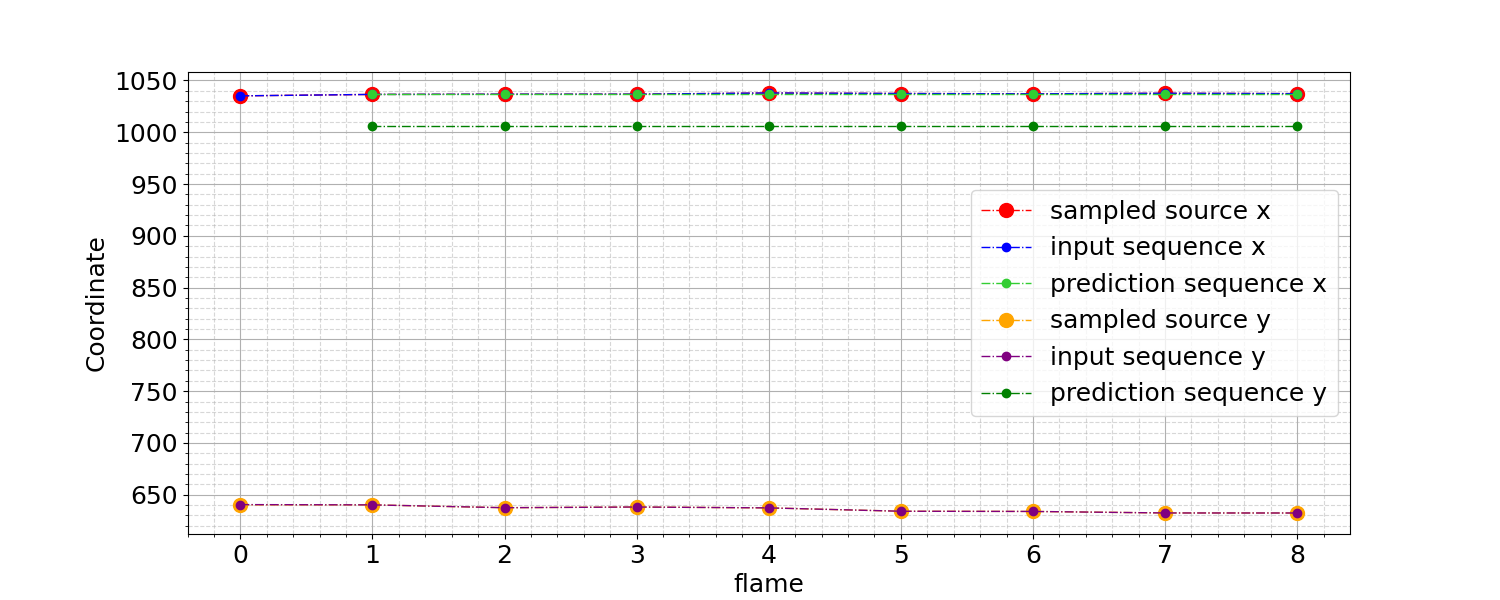 1050
1000
950
900
850
800
750
700
650
Coordinate
sampled source x
input sequence x
prediction sequence x
sampled source y
input sequence y
prediction sequence y
0 1 2 3 4 5 6 7 8
flame